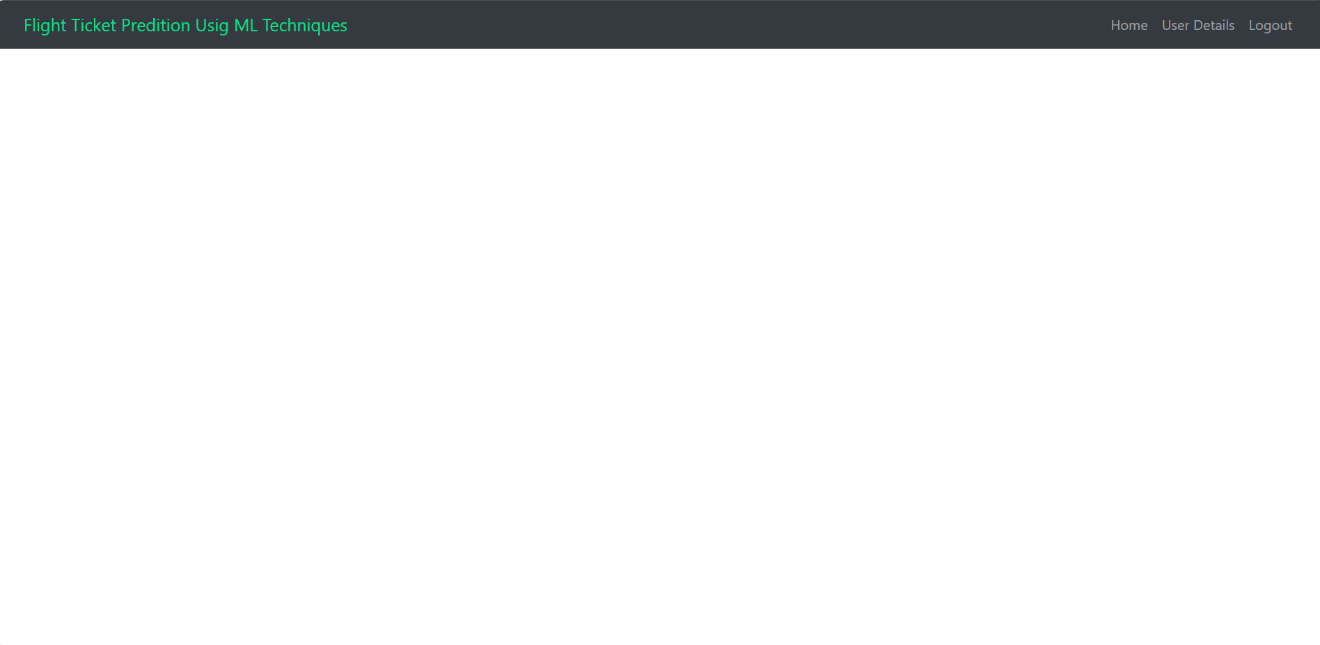 Flight Ticket Predition Usig ML Techniques
Home User Details Logout